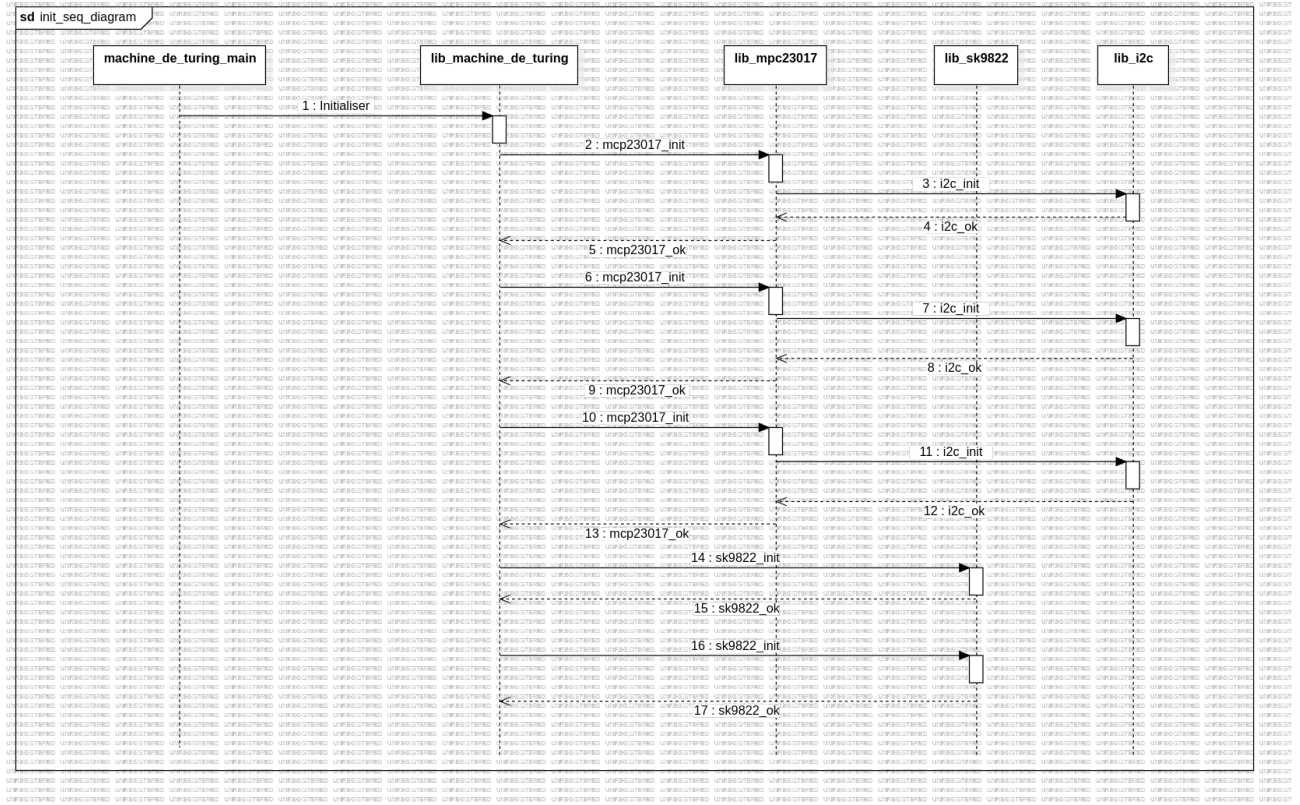 sd init_seq_diagram
machine_de_turing_main
lib_machine_de_turing
lib_mpc23017
lib_sk9822
lib_i2c
1 : Initialiser
2 : mcp23017_init
3 : i2c_init
4 : i2c_ok
5 : mcp23017_ok
6 : mcp23017_init
7 : i2c_init
8 : i2c_ok
9 : mcp23017_ok
10 : mcp23017_init
11 : i2c_init
12 : i2c_ok
13 : mcp23017_ok
14 : sk9822_init
15 : sk9822_ok
16 : sk9822_init
17 : sk9822_ok